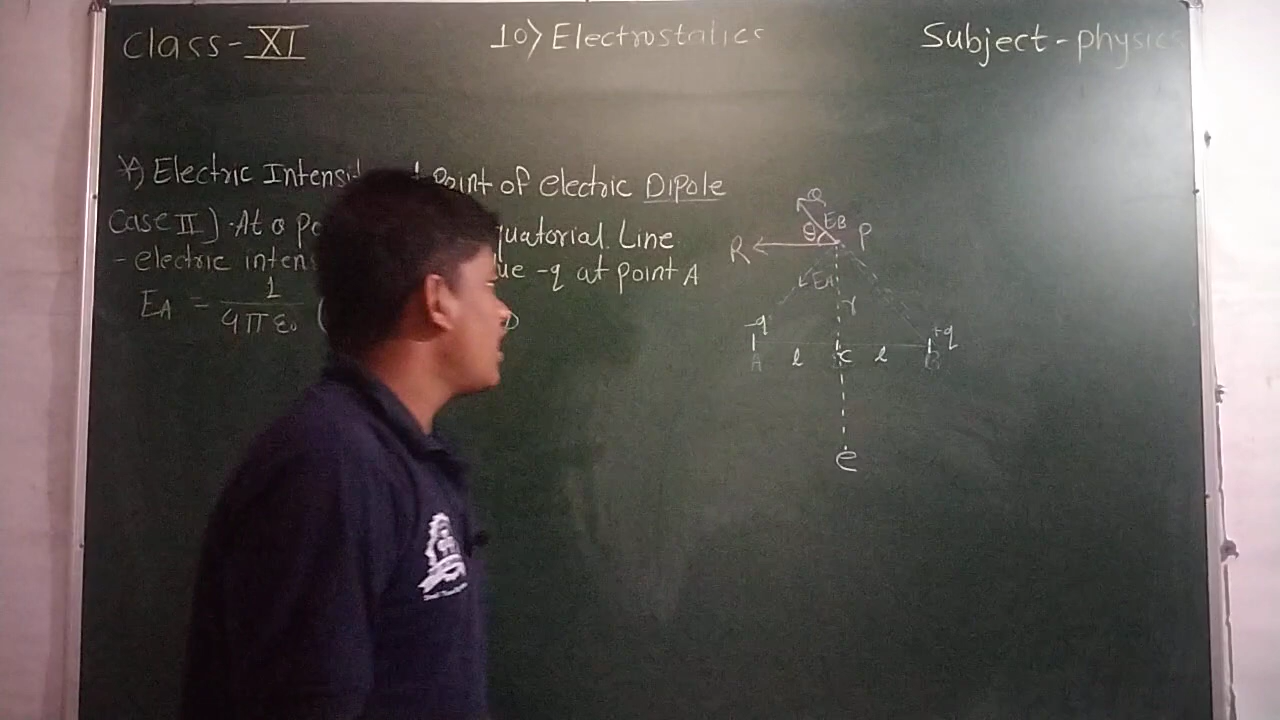 Class - XI
10) Electrostatics
Subject - physics
Electric Intensi Point of electric Dipole
Case II) At a po quatorial Line
- electric intens ue -q at point A
EA = 1
4πε₀ (
Q
EB
θ
P
R
EA
r
-q
+q
A
l
c
l
B
e